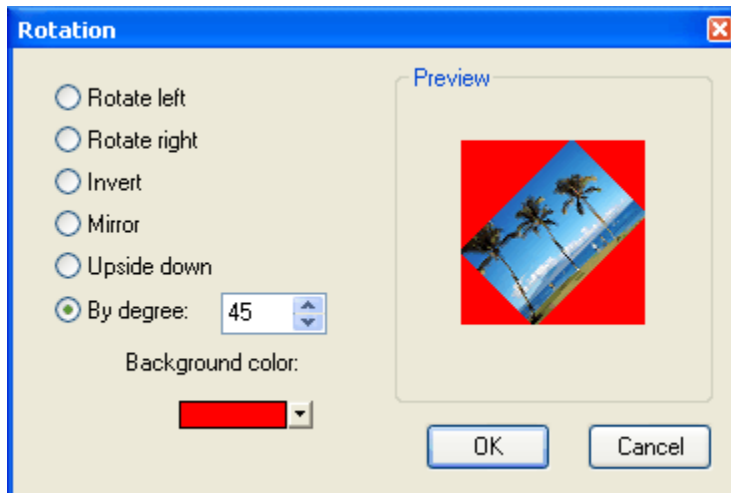 Rotation
Rotate left
Rotate right
Invert
Mirror
Upside down
By degree: 45
Background color:
Preview
OK Cancel